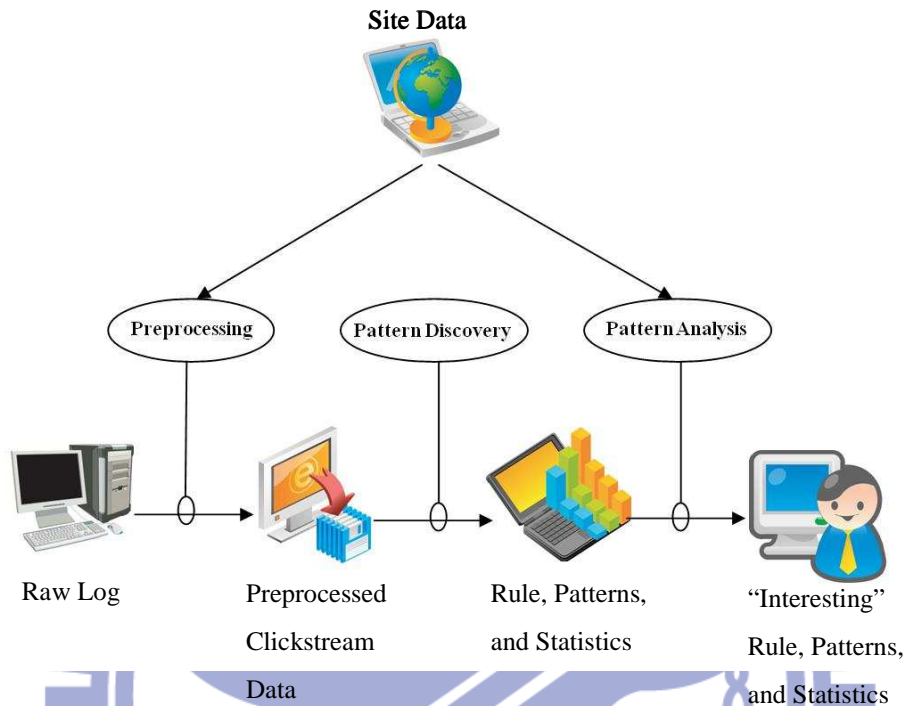 Site Data
Preprocessing
Pattern Discovery
Pattern Analysis
Raw Log
Preprocessed
Clickstream
Data
Rule, Patterns,
and Statistics
“Interesting”
Rule, Patterns,
and Statistics